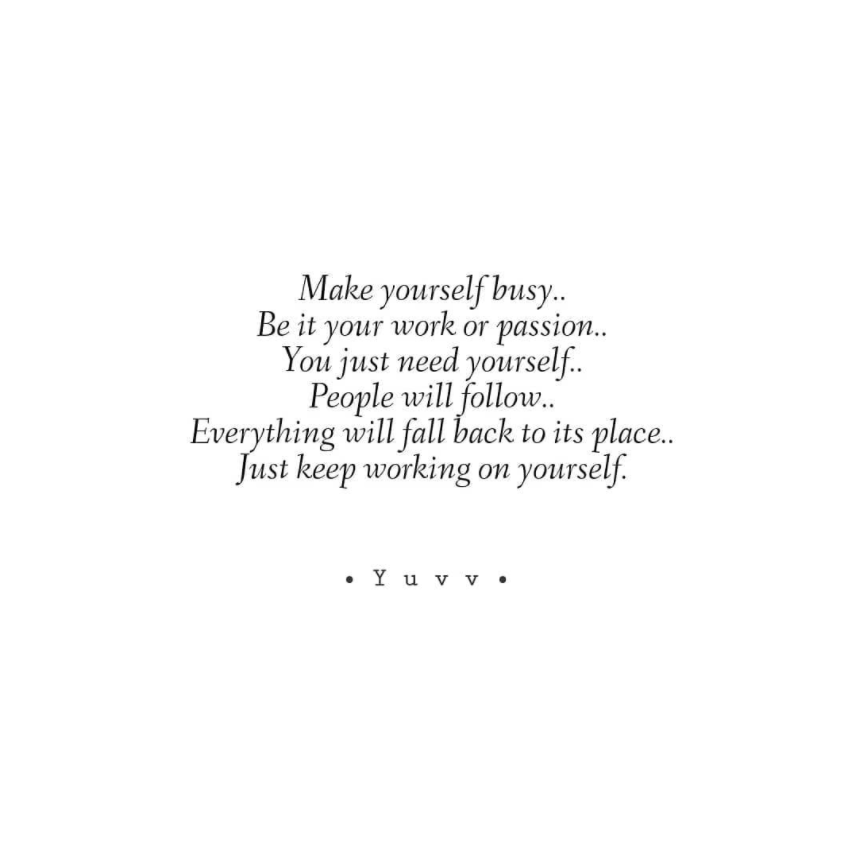 Make yourself busy..
Be it your work or passion..
You just need yourself..
People will follow..
Everything will fall back to its place..
Just keep working on yourself.
• Y u v v •